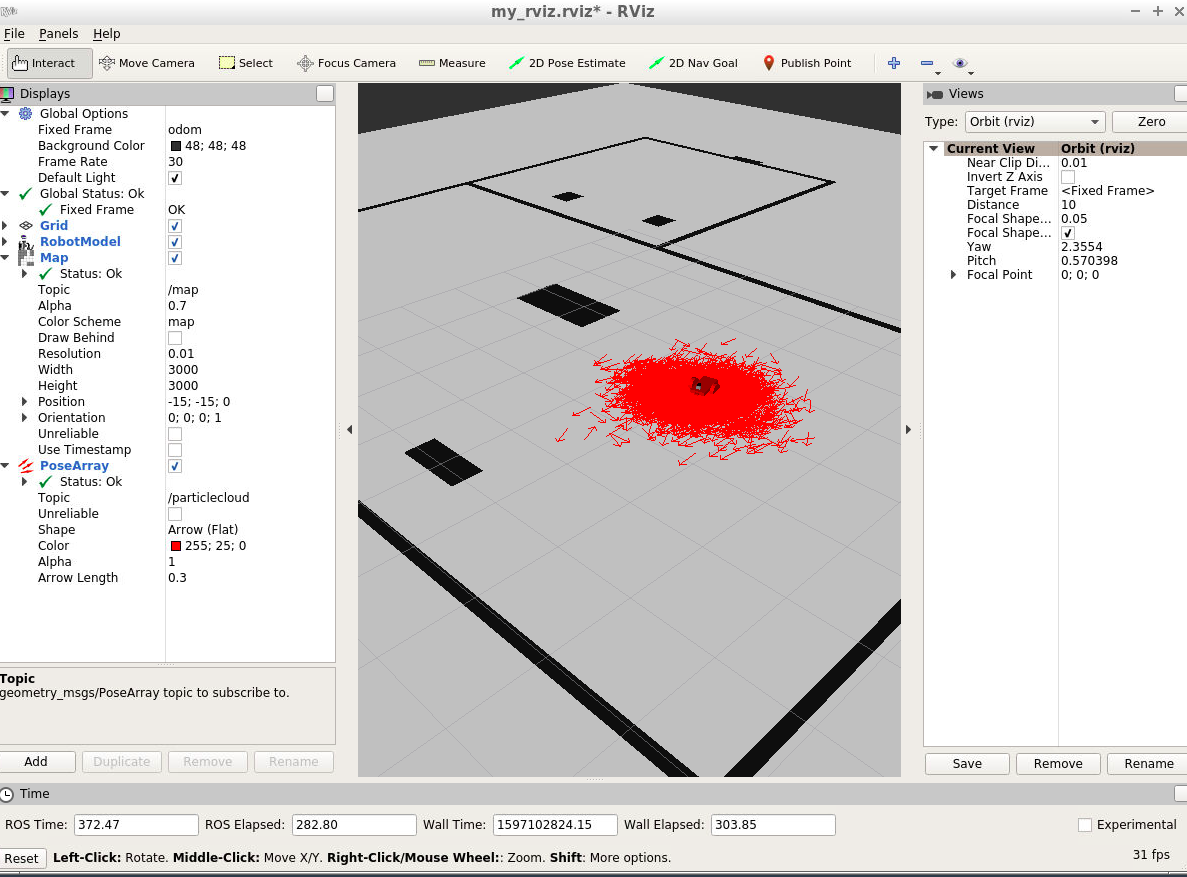 my_rviz.rviz* - RViz
File Panels Help
Interact Move Camera Select Focus Camera Measure 2D Pose Estimate 2D Nav Goal Publish Point
Displays
Global Options
Fixed Frame odom
Background Color 48; 48; 48
Frame Rate 30
Default Light
Global Status: Ok
Fixed Frame OK
Grid
RobotModel
Map
Status: Ok
Topic /map
Alpha 0.7
Color Scheme map
Draw Behind
Resolution 0.01
Width 3000
Height 3000
Position -15; -15; 0
Orientation 0; 0; 0; 1
Unreliable
Use Timestamp
PoseArray
Status: Ok
Topic /particlecloud
Unreliable
Shape Arrow (Flat)
Color 255; 25; 0
Alpha 1
Arrow Length 0.3
Topic
geometry_msgs/PoseArray topic to subscribe to.
Add Duplicate Remove Rename
Views
Type: Orbit (rviz) Zero
Current View Orbit (rviz)
Near Clip Di... 0.01
Invert Z Axis
Target Frame <Fixed Frame>
Distance 10
Focal Shape... 0.05
Focal Shape...
Yaw 2.3554
Pitch 0.570398
Focal Point 0; 0; 0
Save Remove Rename
Time
ROS Time: 372.47 ROS Elapsed: 282.80 Wall Time: 1597102824.15 Wall Elapsed: 303.85 Experimental
Reset Left-Click: Rotate. Middle-Click: Move X/Y. Right-Click/Mouse Wheel:: Zoom. Shift: More options. 31 fps